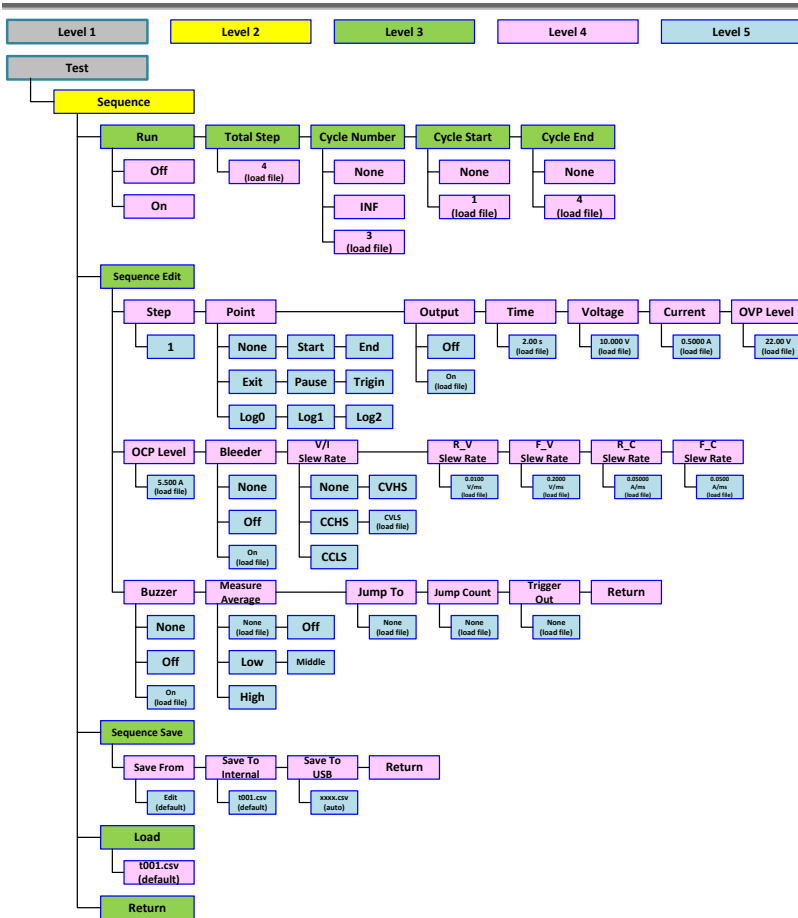 Level 1 Level 2 Level 3 Level 4 Level 5
Test
Sequence
Run Total Step Cycle Number Cycle Start Cycle End
Off 4 (load file) None None None
On INF 1 (load file) 4 (load file)
3 (load file)
Sequence Edit
Step Point Output Time Voltage Current OVP Level
1 None Start End Off 2.00 s (load file) 10.000 V (load file) 0.5000 A (load file) 22.00 V (load file)
Exit Pause Trigin On (load file)
Log0 Log1 Log2
OCP Level Bleeder V/I Slew Rate R_V Slew Rate F_V Slew Rate R_C Slew Rate F_C Slew Rate
5.500 A (load file) None None CVHS 0.0100 V/ms (load file) 0.2000 V/ms (load file) 0.05000 A/ms (load file) 0.0500 A/ms (load file)
Off CCHS CVLS (load file)
On (load file) CCLS
Buzzer Measure Average Jump To Jump Count Trigger Out Return
None None (load file) Off None (load file) None (load file) None (load file)
Off Low Middle
On (load file) High
Sequence Save
Save From Save To Internal Save To USB Return
Edit (default) t001.csv (default) xxxx.csv (auto)
Load
t001.csv (default)
Return